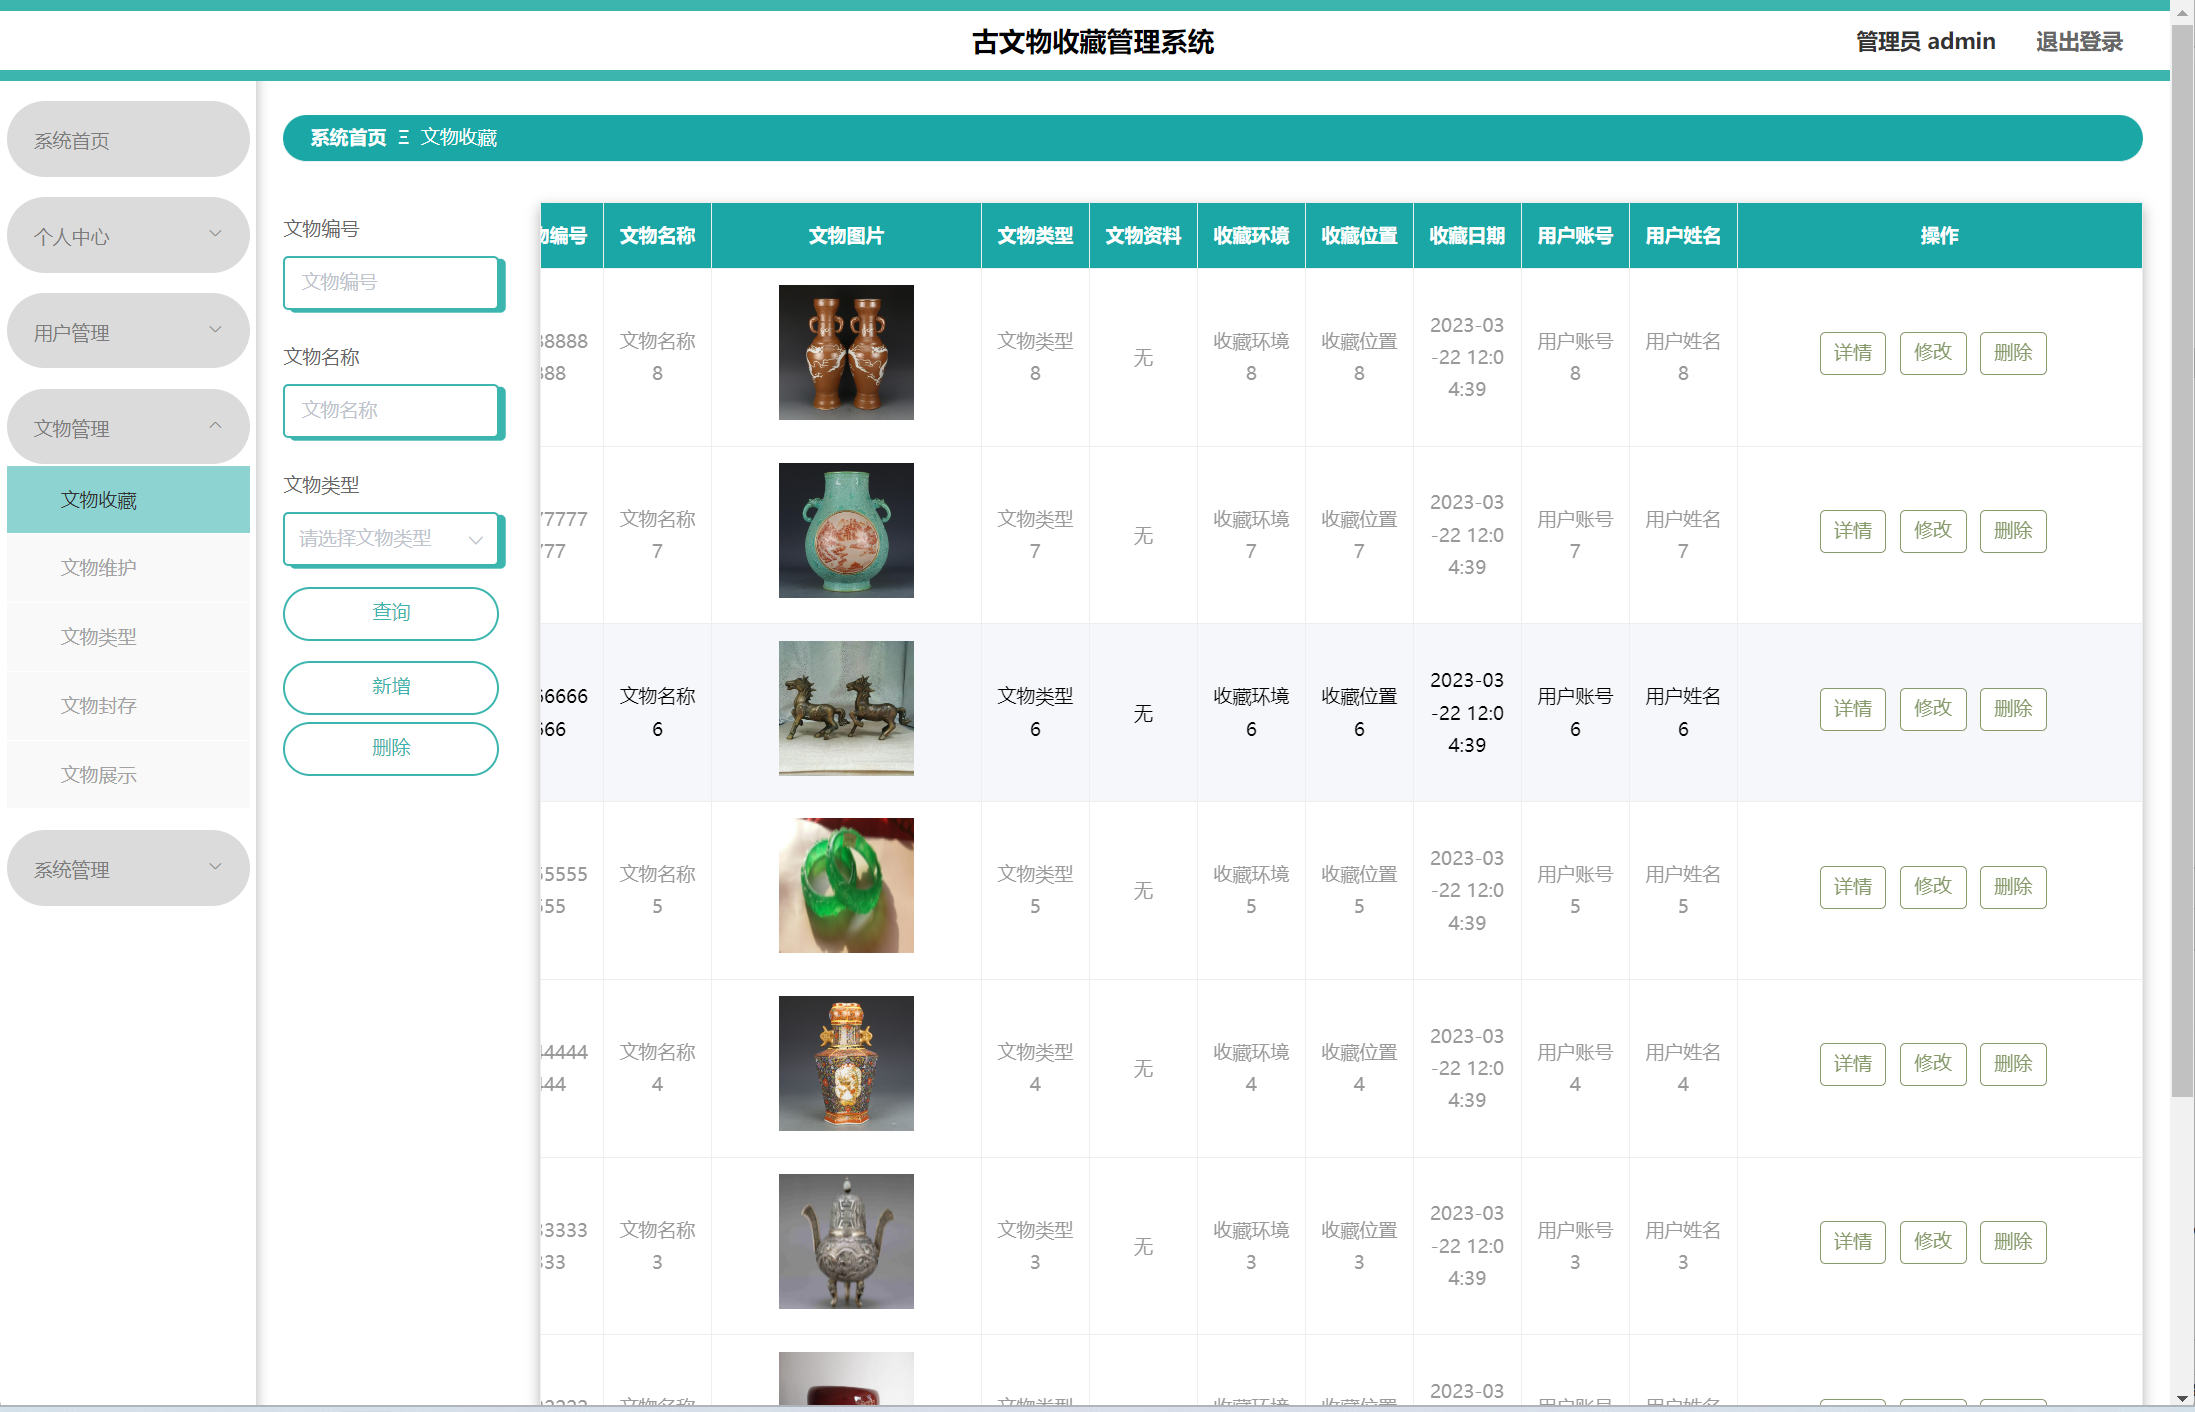 古文物收藏管理系统
管理员 admin
退出登录
系统首页
个人中心
用户管理
文物管理
文物收藏
文物维护
文物类型
文物封存
文物展示
系统管理
系统首页 Ξ 文物收藏
文物编号
文物编号
文物名称
文物名称
文物类型
请选择文物类型
查询
新增
删除
编号 文物名称 文物图片 文物类型 文物资料 收藏环境 收藏位置 收藏日期 用户账号 用户姓名 操作
8888
88
文物名称
8
文物类型
8
无
收藏环境
8
收藏位置
8
2023-03
-22 12:0
4:39
用户账号
8
用户姓名
8
详情 修改 删除
77777
777
文物名称
7
文物类型
7
无
收藏环境
7
收藏位置
7
2023-03
-22 12:0
4:39
用户账号
7
用户姓名
7
详情 修改 删除
6666
66
文物名称
6
文物类型
6
无
收藏环境
6
收藏位置
6
2023-03
-22 12:0
4:39
用户账号
6
用户姓名
6
详情 修改 删除
5555
55
文物名称
5
文物类型
5
无
收藏环境
5
收藏位置
5
2023-03
-22 12:0
4:39
用户账号
5
用户姓名
5
详情 修改 删除
4444
44
文物名称
4
文物类型
4
无
收藏环境
4
收藏位置
4
2023-03
-22 12:0
4:39
用户账号
4
用户姓名
4
详情 修改 删除
3333
33
文物名称
3
文物类型
3
无
收藏环境
3
收藏位置
3
2023-03
-22 12:0
4:39
用户账号
3
用户姓名
3
详情 修改 删除
2023-03